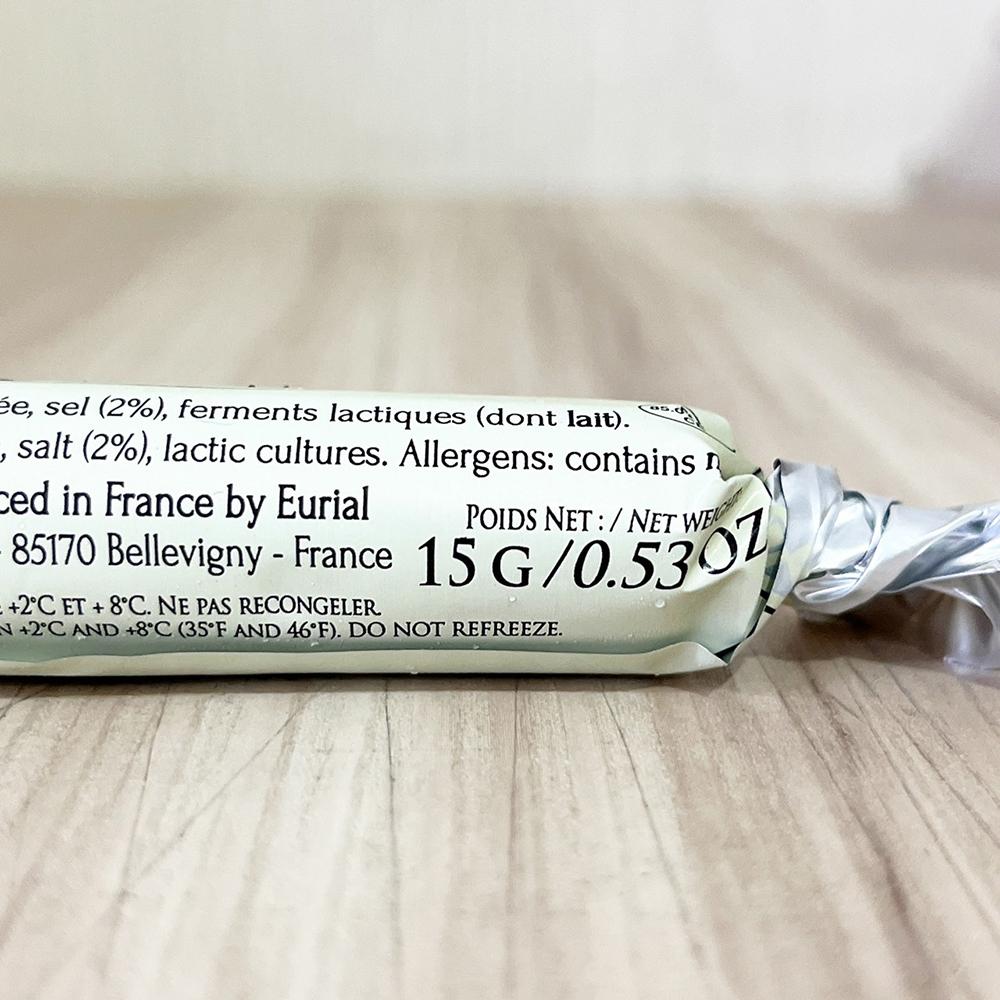 ée, sel (2%), ferments lactiques (dont lait).
, salt (2%), lactic cultures. Allergens: contains
ced in France by Eurial
- 85170 Bellevigny - France
POIDS NET : / NET WEIGHT
15 G / 0.53 OZ
+2°C ET + 8°C. NE PAS RECONGELER.
N +2°C AND +8°C (35°F AND 46°F). DO NOT REFREEZE.